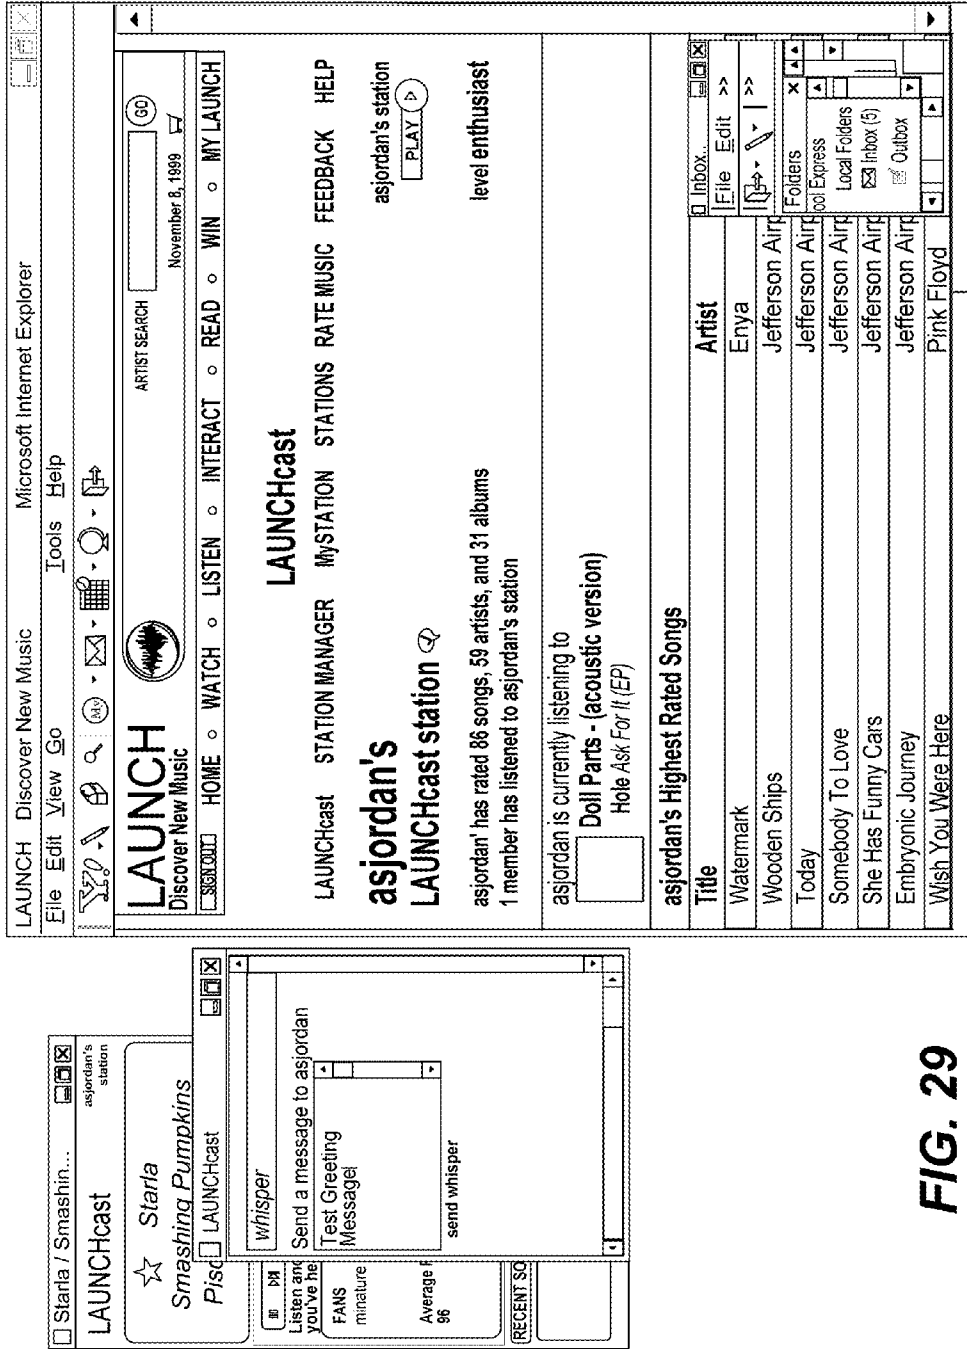 LAUNCH Discover New Music Microsoft Internet Explorer
File Edit View Go Tools Help
Y! My
LAUNCH
Discover New Music
ARTIST SEARCH GO
November 8, 1999
SIGN OUT HOME o WATCH o LISTEN o INTERACT o READ o WIN o MY LAUNCH
LAUNCHcast
LAUNCHcast STATION MANAGER MySTATION STATIONS RATE MUSIC FEEDBACK HELP
asjordan's
LAUNCHcast station
asjordan's station
PLAY
asjordan' has rated 86 songs, 59 artists, and 31 albums
1 member has listened to asjordan's station
level enthusiast
asjordan is currently listening to
Doll Parts - (acoustic version)
Hole Ask For It (EP)
asjordan's Highest Rated Songs
Title Artist
Watermark Enya
Wooden Ships Jefferson Airp
Today Jefferson Airp
Somebody To Love Jefferson Airp
She Has Funny Cars Jefferson Airp
Embryonic Journey Jefferson Airp
Wish You Were Here Pink Floyd
Inbox...
File Edit >>
>>
Folders X
ool Express
Local Folders
Inbox (5)
Outbox
Starla / Smashin...
LAUNCHcast
asjordan's
station
Starla
Smashing Pumpkins
Pisc
Listen and
you've he
FANS
minature
Average F
96
RECENT SO
LAUNCHcast
whisper
Send a message to asjordan
Test Greeting
Message!
send whisper
FIG. 29